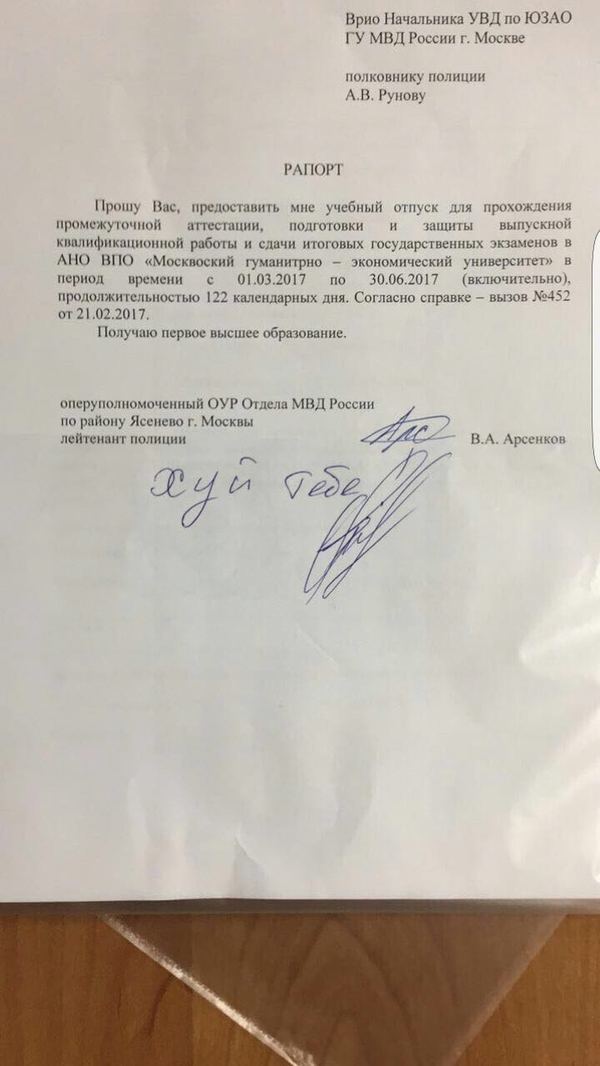 Врио Начальника УВД по ЮЗАО
ГУ МВД России г. Москве
полковнику полиции
А.В. Рунову
РАПОРТ
Прошу Вас, предоставить мне учебный отпуск для прохождения
промежуточной аттестации, подготовки и защиты выпускной
квалификационной работы и сдачи итоговых государственных экзаменов в
АНО ВПО «Москвоский гуманитрно – экономический университет» в
период времени с 01.03.2017 по 30.06.2017 (включительно),
продолжительностью 122 календарных дня. Согласно справке – вызов №452
от 21.02.2017.
Получаю первое высшее образование.
оперуполномоченный ОУР Отдела МВД России
по району Ясенево г. Москвы
лейтенант полиции В.А. Арсенков
хуй тебе